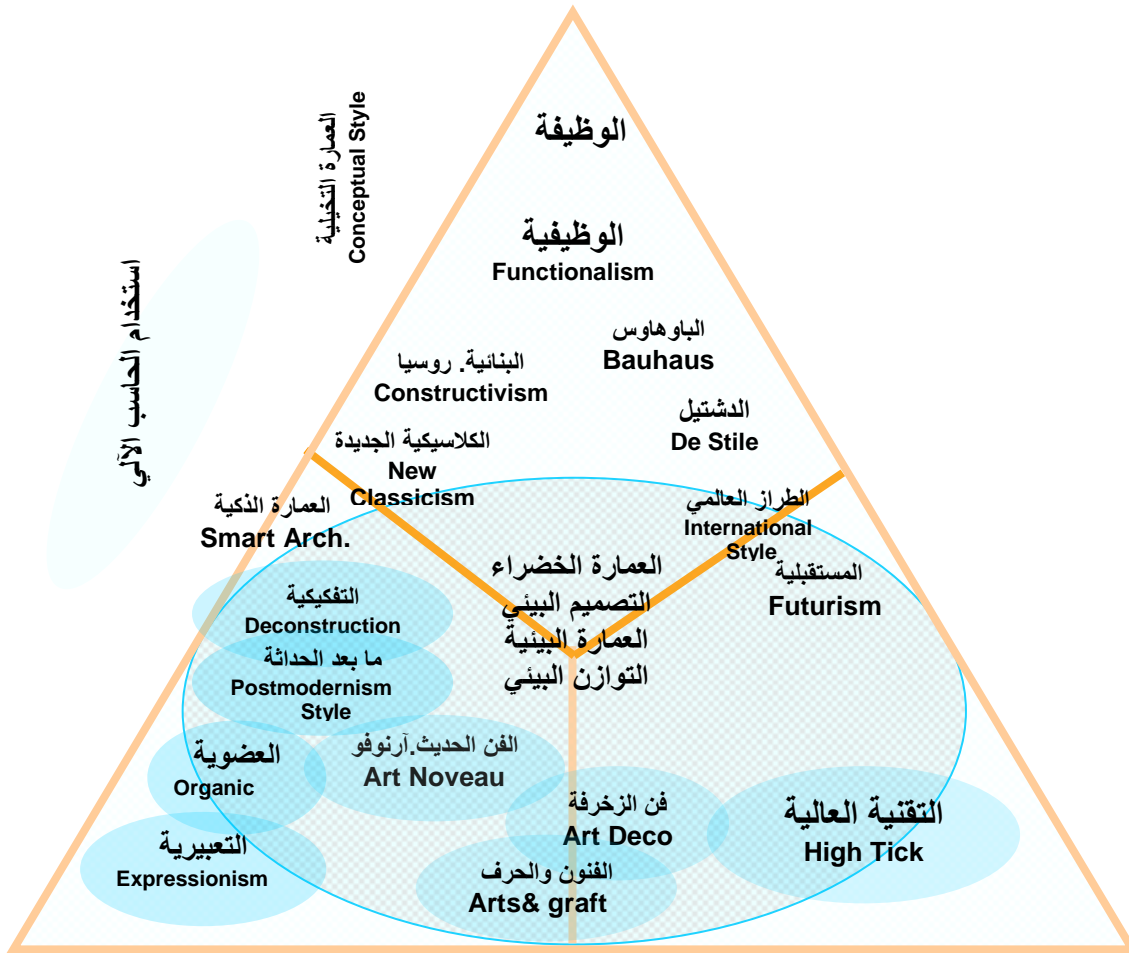 الوظيفة
العمارة التخيلية
Conceptual Style
الوظيفية
Functionalism
استخدام الحاسب الآلي
الباوهاوس
Bauhaus
البنائية. روسيا
Constructivism
الدشتيل
De Stile
الكلاسيكية الجديدة
New
Classicism
العمارة الذكية
Smart Arch.
الطراز العالمي
International
Style
المستقبلية
Futurism
العمارة الخضراء
التصميم البيئي
العمارة البيئية
التوازن البيئي
التفكيكية
Deconstruction
ما بعد الحداثة
Postmodernism
Style
العضوية
Organic
الفن الحديث.آرنوفو
Art Noveau
فن الزخرفة
Art Deco
التقنية العالية
High Tick
التعبيرية
Expressionism
الفنون والحرف
Arts& graft